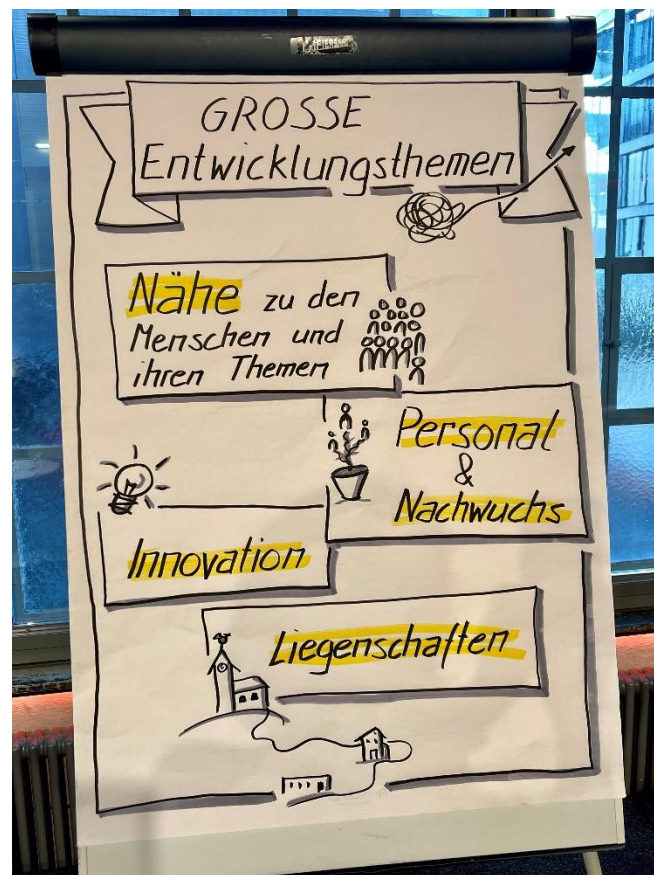 GROSSE
Entwicklungsthemen
Nähe zu den
Menschen und
ihren Themen
Personal
&
Nachwuchs
Innovation
Liegenschaften